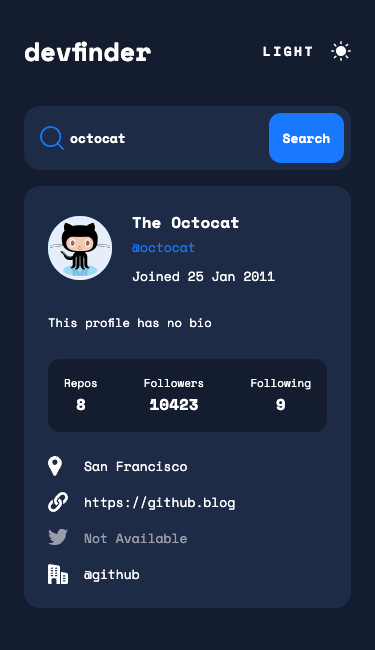 devfinder
LIGHT
octocat
Search
The Octocat
@octocat
Joined 25 Jan 2011
This profile has no bio
Repos Followers Following
8 10423 9
San Francisco
https://github.blog
Not Available
@github